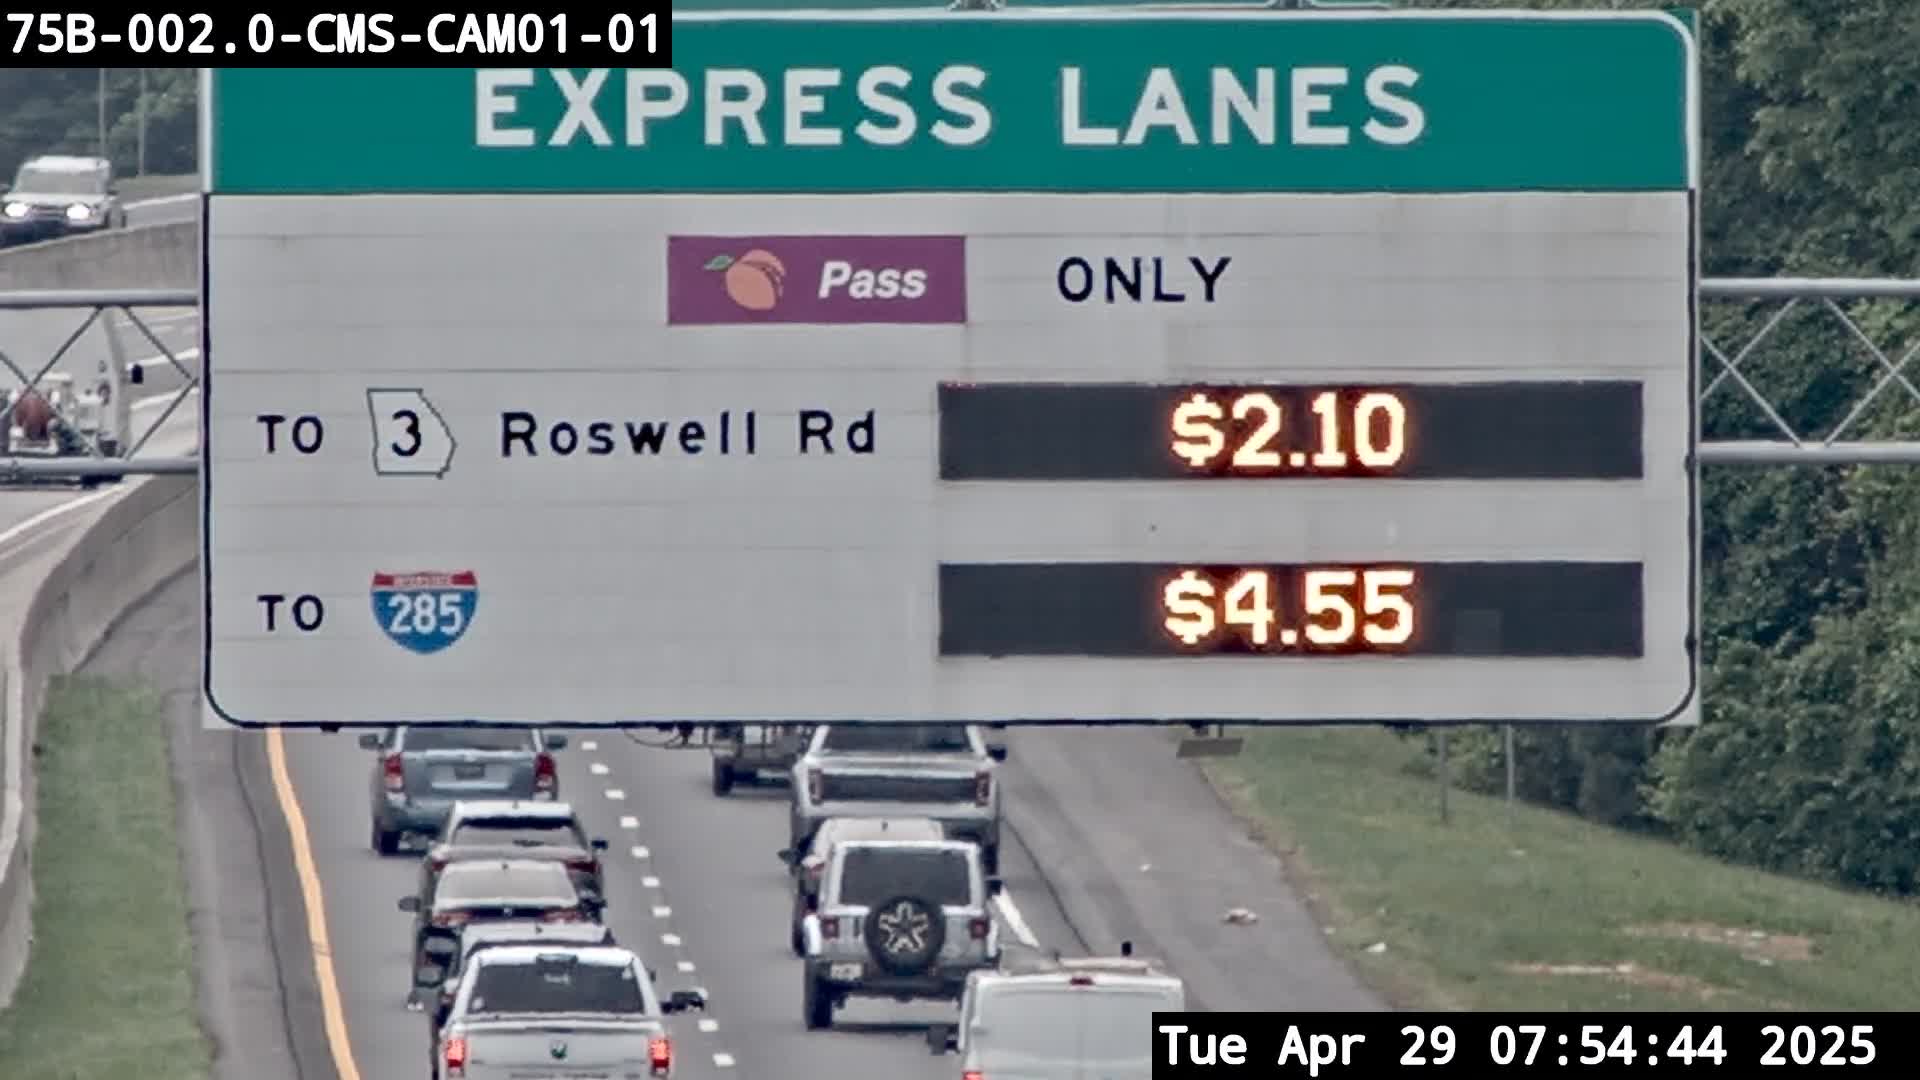 75B-002.0-CMS-CAM01-01
EXPRESS LANES
Pass ONLY
TO 3 Roswell Rd $2.10
TO 285 $4.55
Tue Apr 29 07:54:44 2025